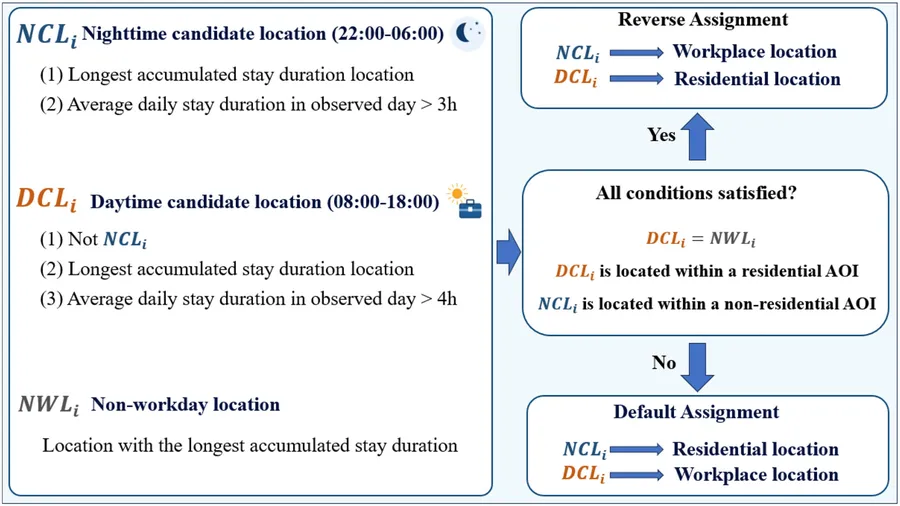 NCLi Nighttime candidate location (22:00-06:00)
(1) Longest accumulated stay duration location
(2) Average daily stay duration in observed day > 3h
DCLi Daytime candidate location (08:00-18:00)
(1) Not NCLi
(2) Longest accumulated stay duration location
(3) Average daily stay duration in observed day > 4h
NWLi Non-workday location
Location with the longest accumulated stay duration
Reverse Assignment
NCLi Workplace location
DCLi Residential location
Yes
All conditions satisfied?
DCLi = NWLi
DCLi is located within a residential AOI
NCLi is located within a non-residential AOI
No
Default Assignment
NCLi Residential location
DCLi Workplace location